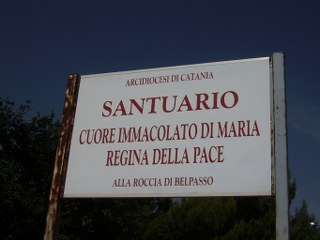 ARCIDIOCESI DI CATANIA
SANTUARIO
CUORE IMMACOLATO DI MARIA
REGINA DELLA PACE
ALLA ROCCIA DI BELPASSO